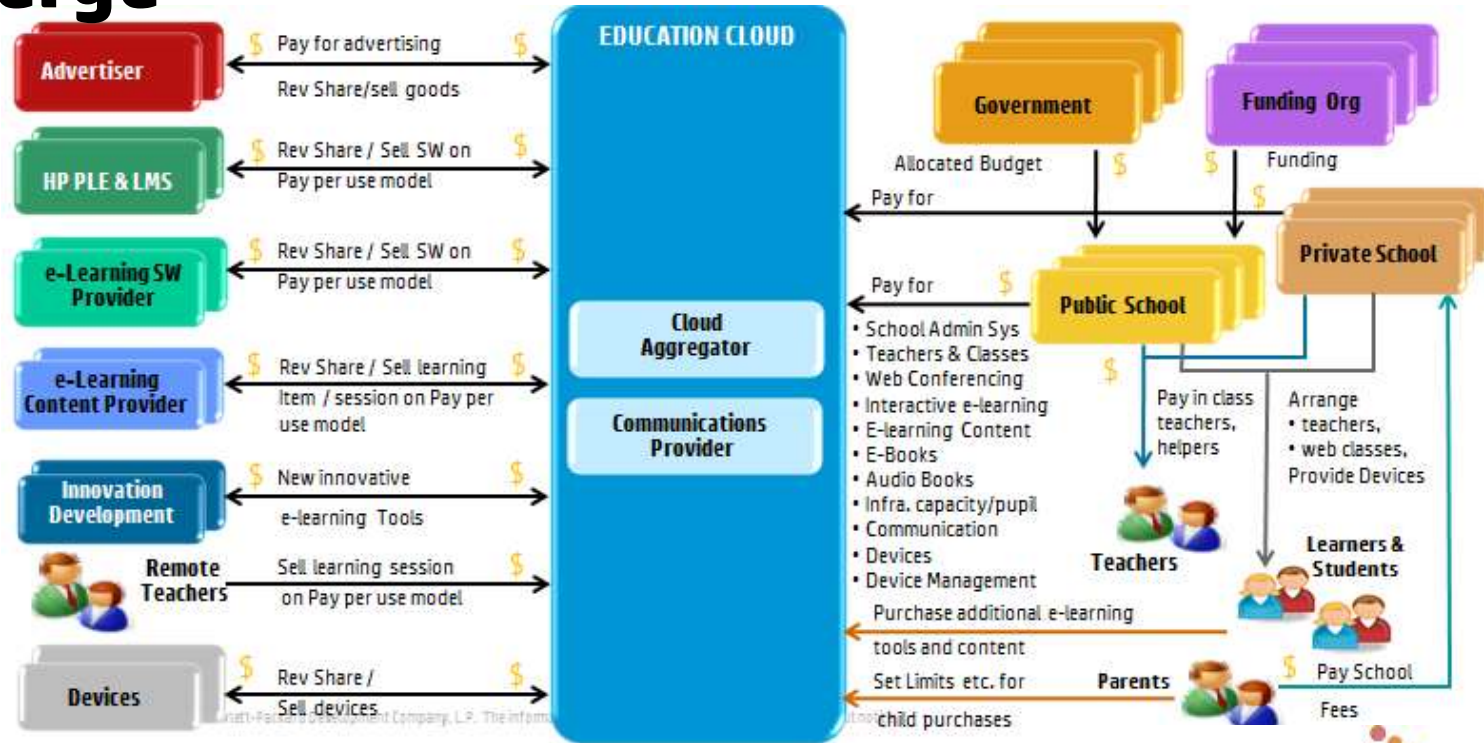 EDUCATION CLOUD
Advertiser
$ Pay for advertising $
Rev Share/sell goods
HP PLE & LMS
$ Rev Share / Sell SW on $
Pay per use model
e-Learning SW
Provider
$ Rev Share / Sell SW on $
Pay per use model
e-Learning
Content Provider
$ Rev Share / Sell learning $
Item / session on Pay per
use model
Innovation
Development
$ New innovative $
e-learning Tools
Remote
Teachers
Sell learning session $
on Pay per use model
Devices
$ Rev Share / $
Sell devices
Development Company, L.P. The
Cloud
Aggregator
Communications
Provider
Government
Funding Org
Allocated Budget $
$ Funding
Pay for $
Private School
Pay for $
Public School
• School Admin Sys
• Teachers & Classes
• Web Conferencing
• Interactive e-learning
• E-learning Content
• E-Books
• Audio Books
• Infra. capacity/pupil
• Communication
• Devices
• Device Management
$
Pay in class
teachers,
helpers
Arrange
• teachers,
• web classes,
Provide Devices
Teachers
Learners &
Students
Purchase additional e-learning
tools and content
Set Limits etc. for
child purchases
Parents
$ Pay School
Fees